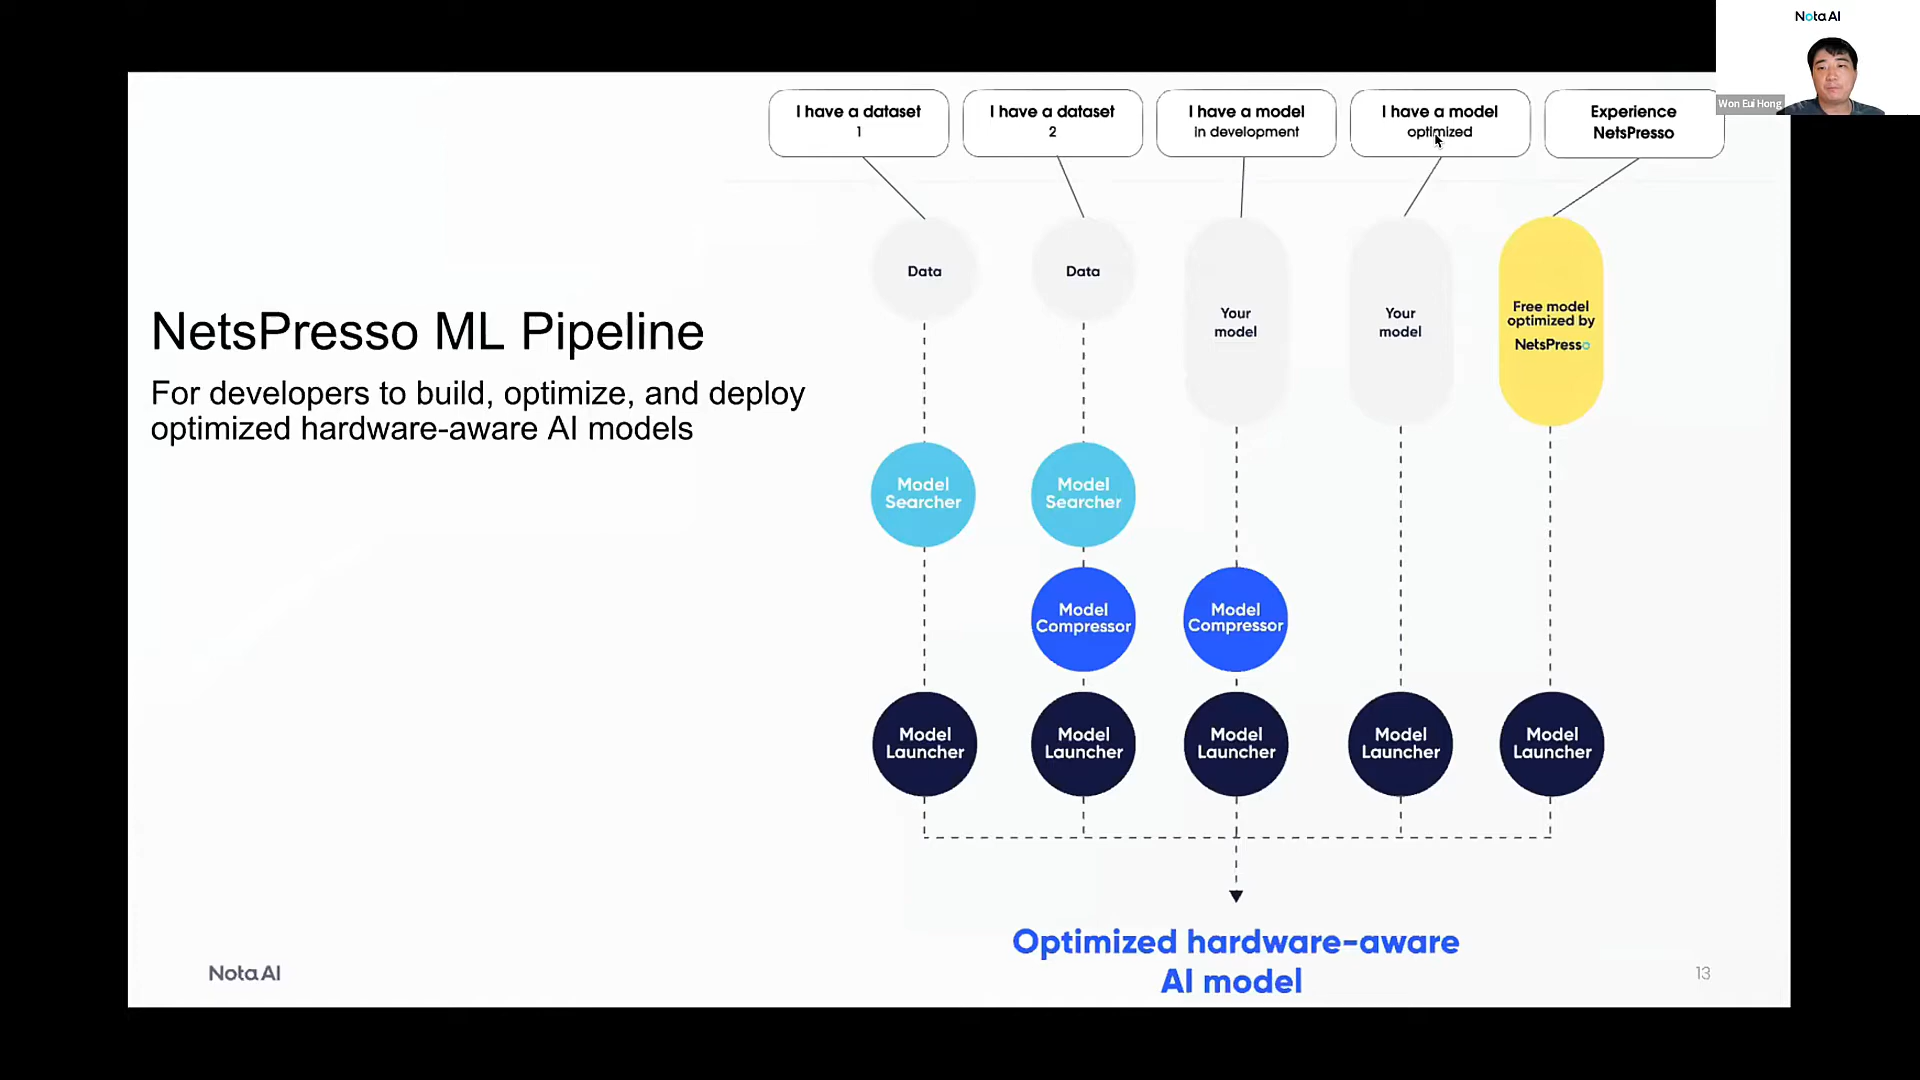 Nota AI
Won Eui Hong
I have a dataset
1
I have a dataset
2
I have a model
in development
I have a model
optimized
Experience
NetsPresso
Data
Data
Your
model
Your
model
Free model
optimized by
NetsPresso
NetsPresso ML Pipeline
For developers to build, optimize, and deploy
optimized hardware-aware AI models
Model
Searcher
Model
Searcher
Model
Compressor
Model
Compressor
Model
Launcher
Model
Launcher
Model
Launcher
Model
Launcher
Model
Launcher
Optimized hardware-aware
AI model
Nota AI
13